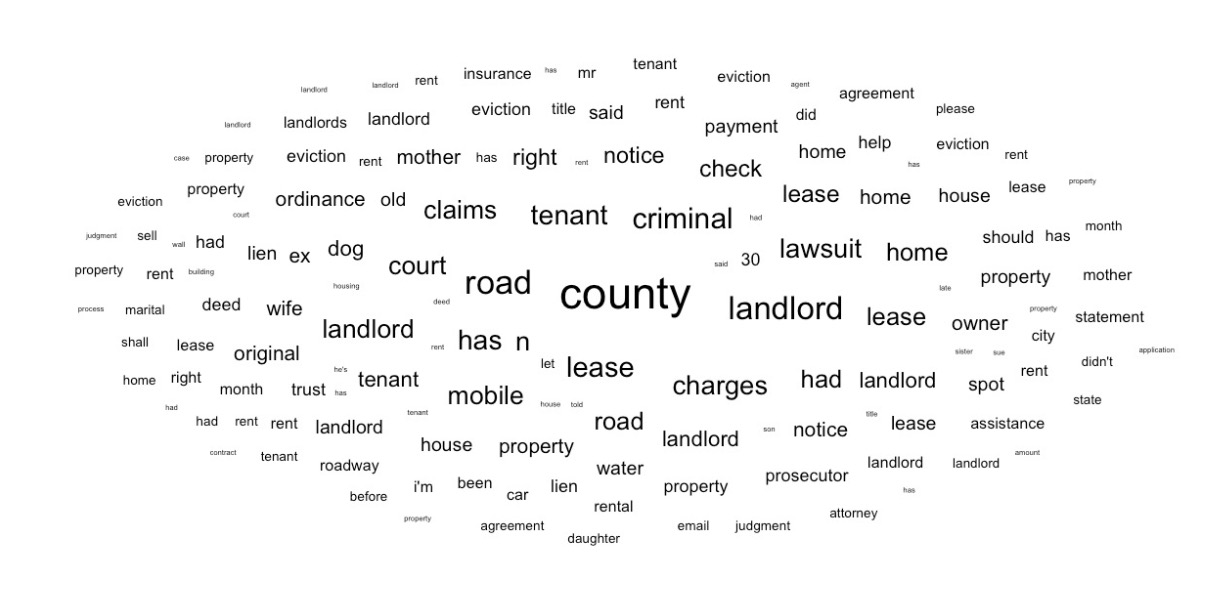 tenant
insurance has mr eviction
landlord landlord rent agent agreement
eviction title said rent did please
landlord landlords landlord payment
case property eviction rent mother has right rent notice check home help has eviction rent
eviction property ordinance old claims tenant criminal had lease home house lease property
court
judgment sell wall had lien ex dog court said 30 lawsuit home should has month
property rent building housing road county late property mother
process marital deed wife deed landlord landlord lease owner property statement
shall lease original rent has n city
home right month trust he's has tenant let lease charges had landlord sister sue spot rent didn't application
had mobile house told state
had rent rent landlord tenant road landlord son notice title lease assistance
contract tenant roadway house property water prosecutor landlord landlord amount
before i'm been car lien rental property has
property agreement daughter email judgment attorney